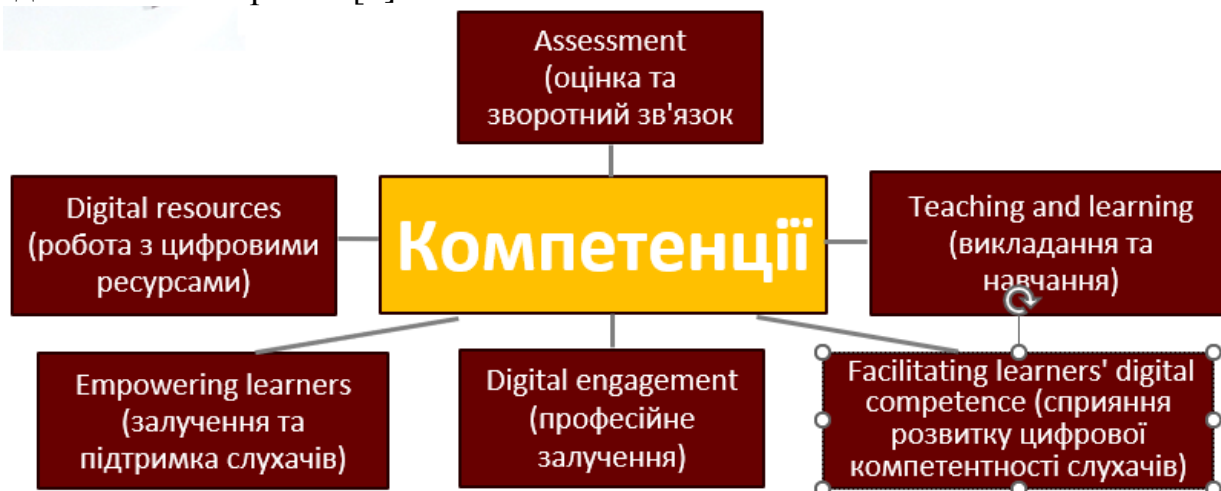 Assessment
(оцінка та
зворотний зв'язок
Digital resources
(робота з цифровими
ресурсами)
Компетенції
Teaching and learning
(викладання та
навчання)
Empowering learners
(залучення та
підтримка слухачів)
Digital engagement
(професійне
залучення)
Facilitating learners' digital
competence (сприяння
розвитку цифрової
компетентності слухачів)